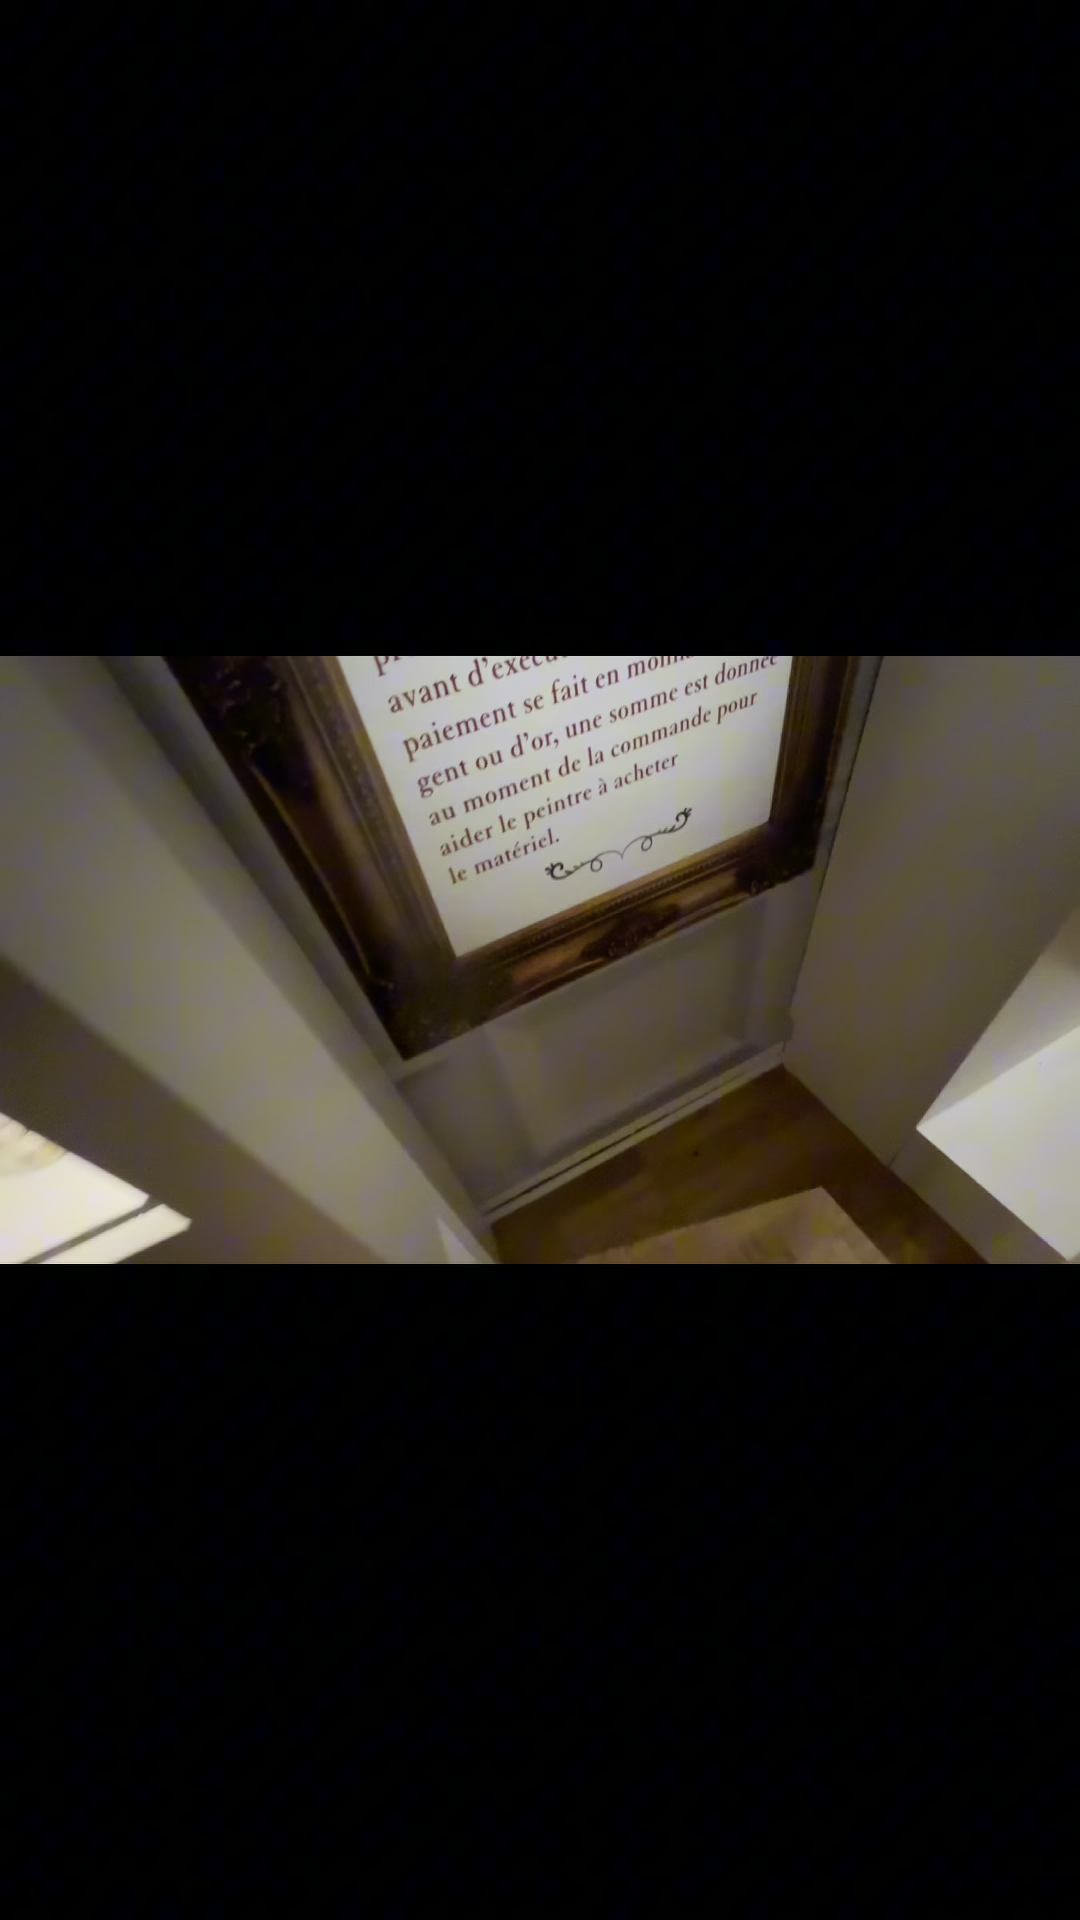 avant d'exécu
paiement se fait en
gent ou d'or, une somme est donnée
au moment de la commande pour
aider le peintre à acheter
le matériel.